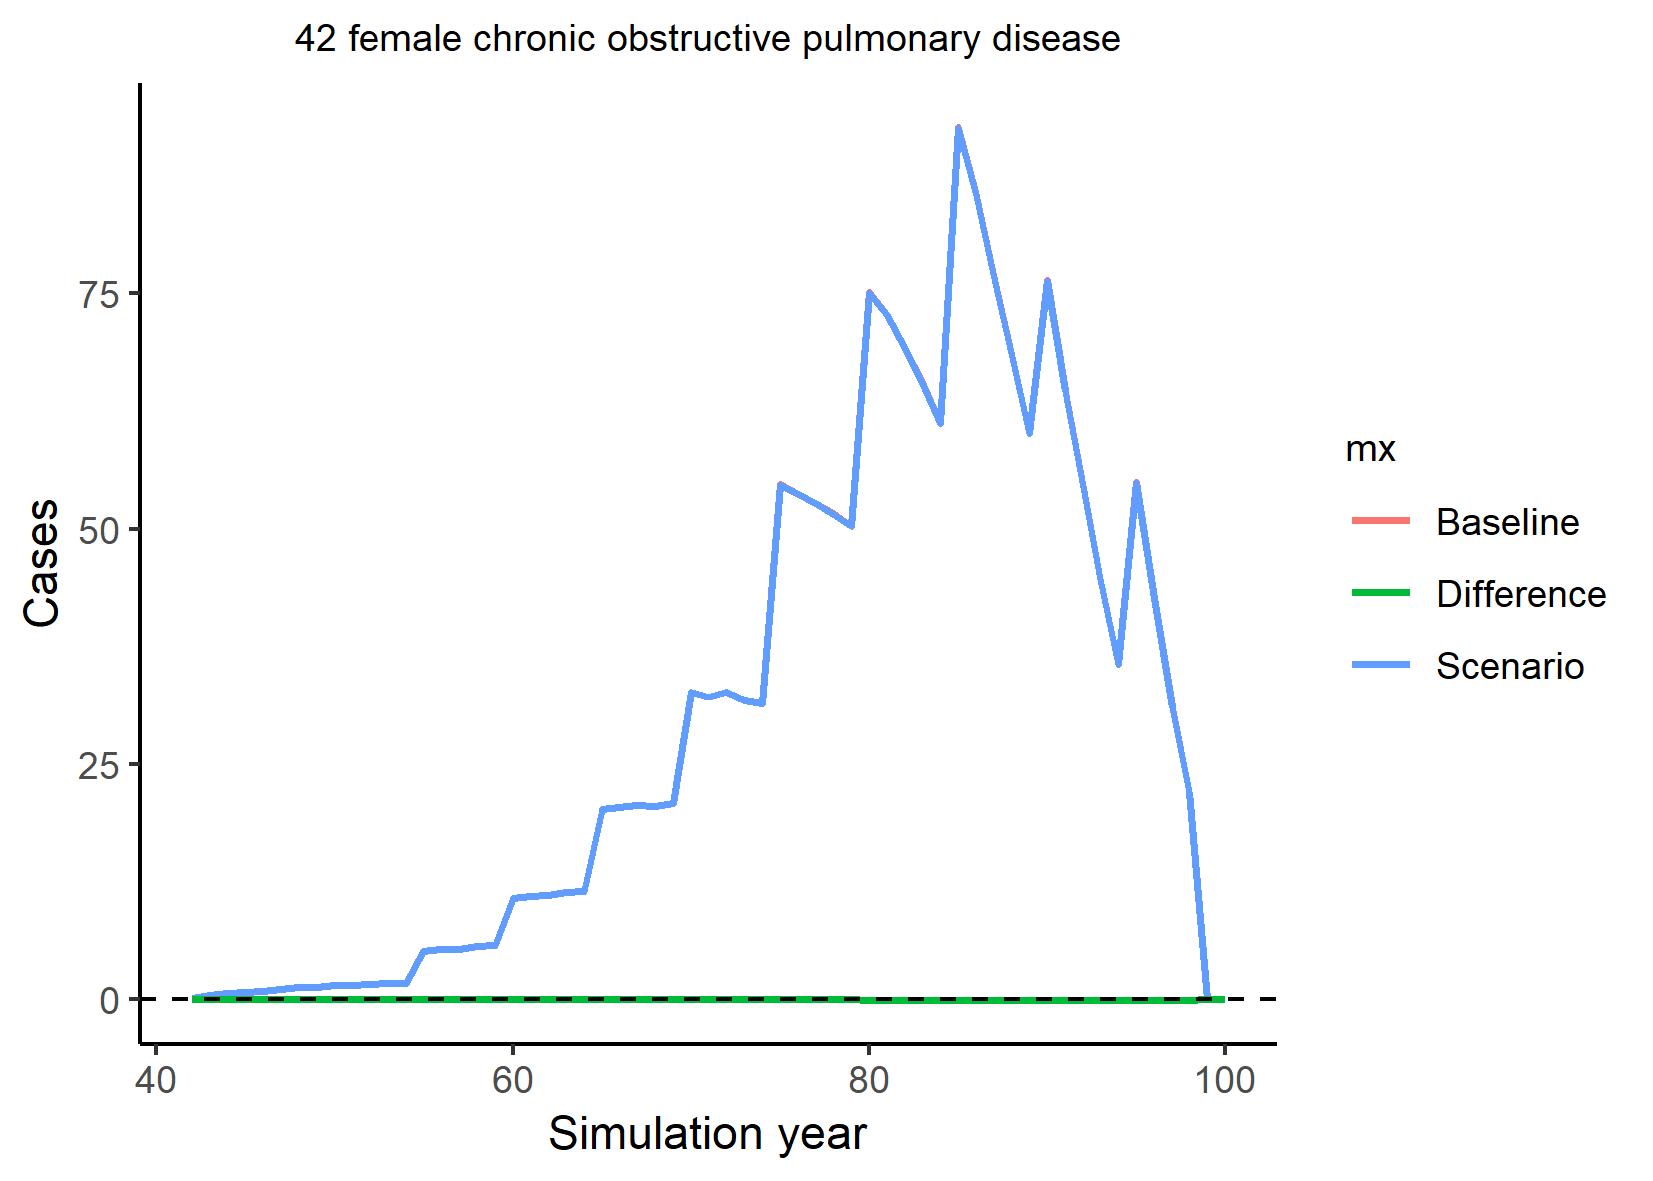 42 female chronic obstructive pulmonary disease
75
50
25
0
Cases
40 60 80 100
Simulation year
mx
Baseline
Difference
Scenario